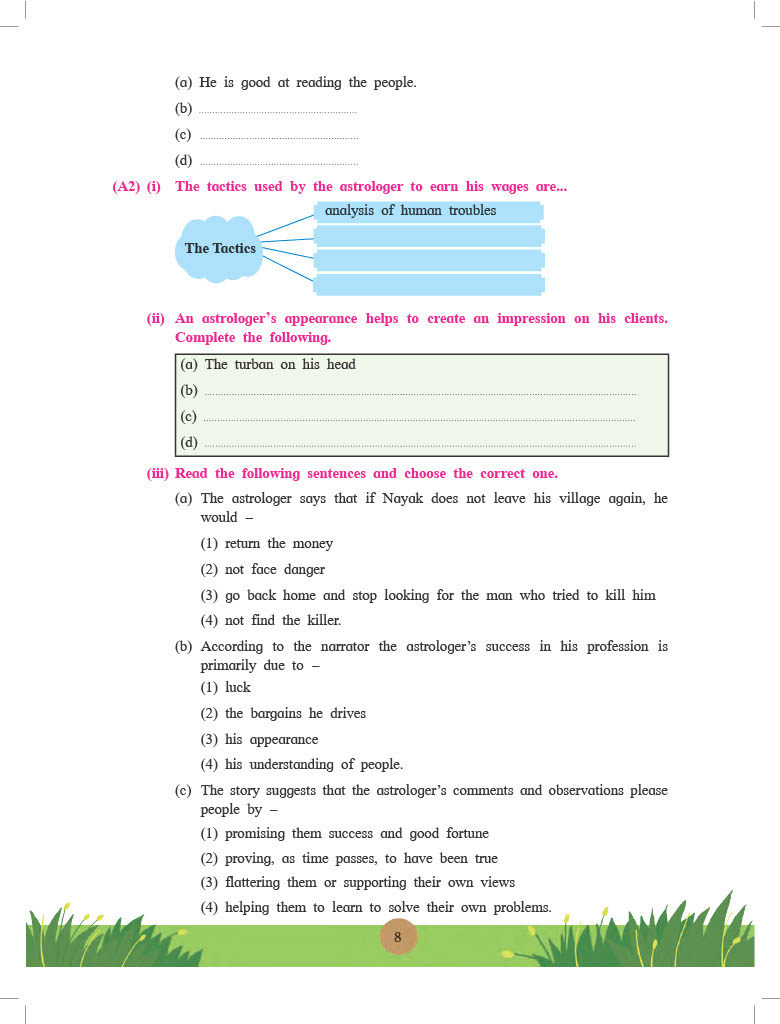 (a) He is good at reading the people.
(b) ..........................................................
(c) ..........................................................
(d) ..........................................................
(A2) (i) The tactics used by the astrologer to earn his wages are...
analysis of human troubles
The Tactics
(ii) An astrologer's appearance helps to create an impression on his clients.
Complete the following.
(a) The turban on his head
(b) ..........................................................
(c) ..........................................................
(d) ..........................................................
(iii) Read the following sentences and choose the correct one.
(a) The astrologer says that if Nayak does not leave his village again, he
would –
(1) return the money
(2) not face danger
(3) go back home and stop looking for the man who tried to kill him
(4) not find the killer.
(b) According to the narrator the astrologer's success in his profession is
primarily due to –
(1) luck
(2) the bargains he drives
(3) his appearance
(4) his understanding of people.
(c) The story suggests that the astrologer's comments and observations please
people by –
(1) promising them success and good fortune
(2) proving, as time passes, to have been true
(3) flattering them or supporting their own views
(4) helping them to learn to solve their own problems.
8